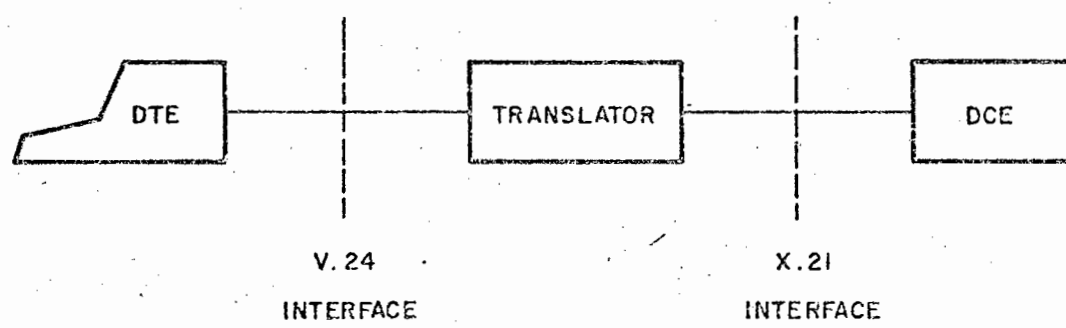 DTE
TRANSLATOR
DCE
V.24
INTERFACE
X.21
INTERFACE